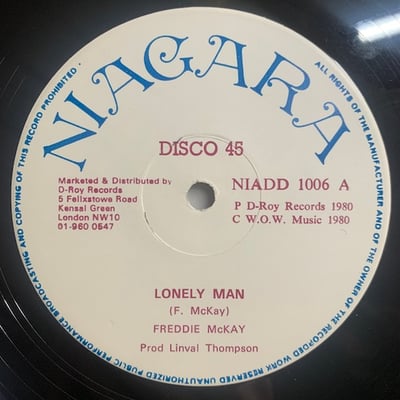 NIAGARA
DISCO 45
Marketed & Distributed by
D-Roy Records
5 Felixstowe Road
Kensal Green
London NW10
01-960 0547
NIADD 1006 A
P D-Roy Records 1980
C W.O.W. Music 1980
LONELY MAN
(F. McKay)
FREDDIE McKAY
Prod Linval Thompson
ALL RIGHTS OF THE MANUFACTURER AND OF THE OWNER OF THE RECORDED WORK RESERVED UNAUTHORIZED PUBLIC PERFORMANCE BROADCASTING AND COPYING OF THIS RECORD PROHIBITED